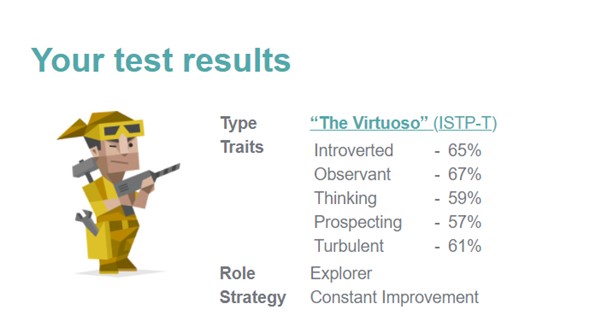 Your test results
Type “The Virtuoso” (ISTP-T)
Traits Introverted - 65%
Observant - 67%
Thinking - 59%
Prospecting - 57%
Turbulent - 61%
Role Explorer
Strategy Constant Improvement